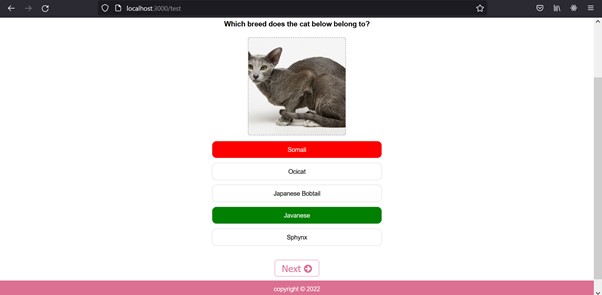 localhost:3000/test
Which breed does the cat below belong to?
Somali
Ocicat
Japanese Bobtail
Javanese
Sphynx
Next
copyright © 2022